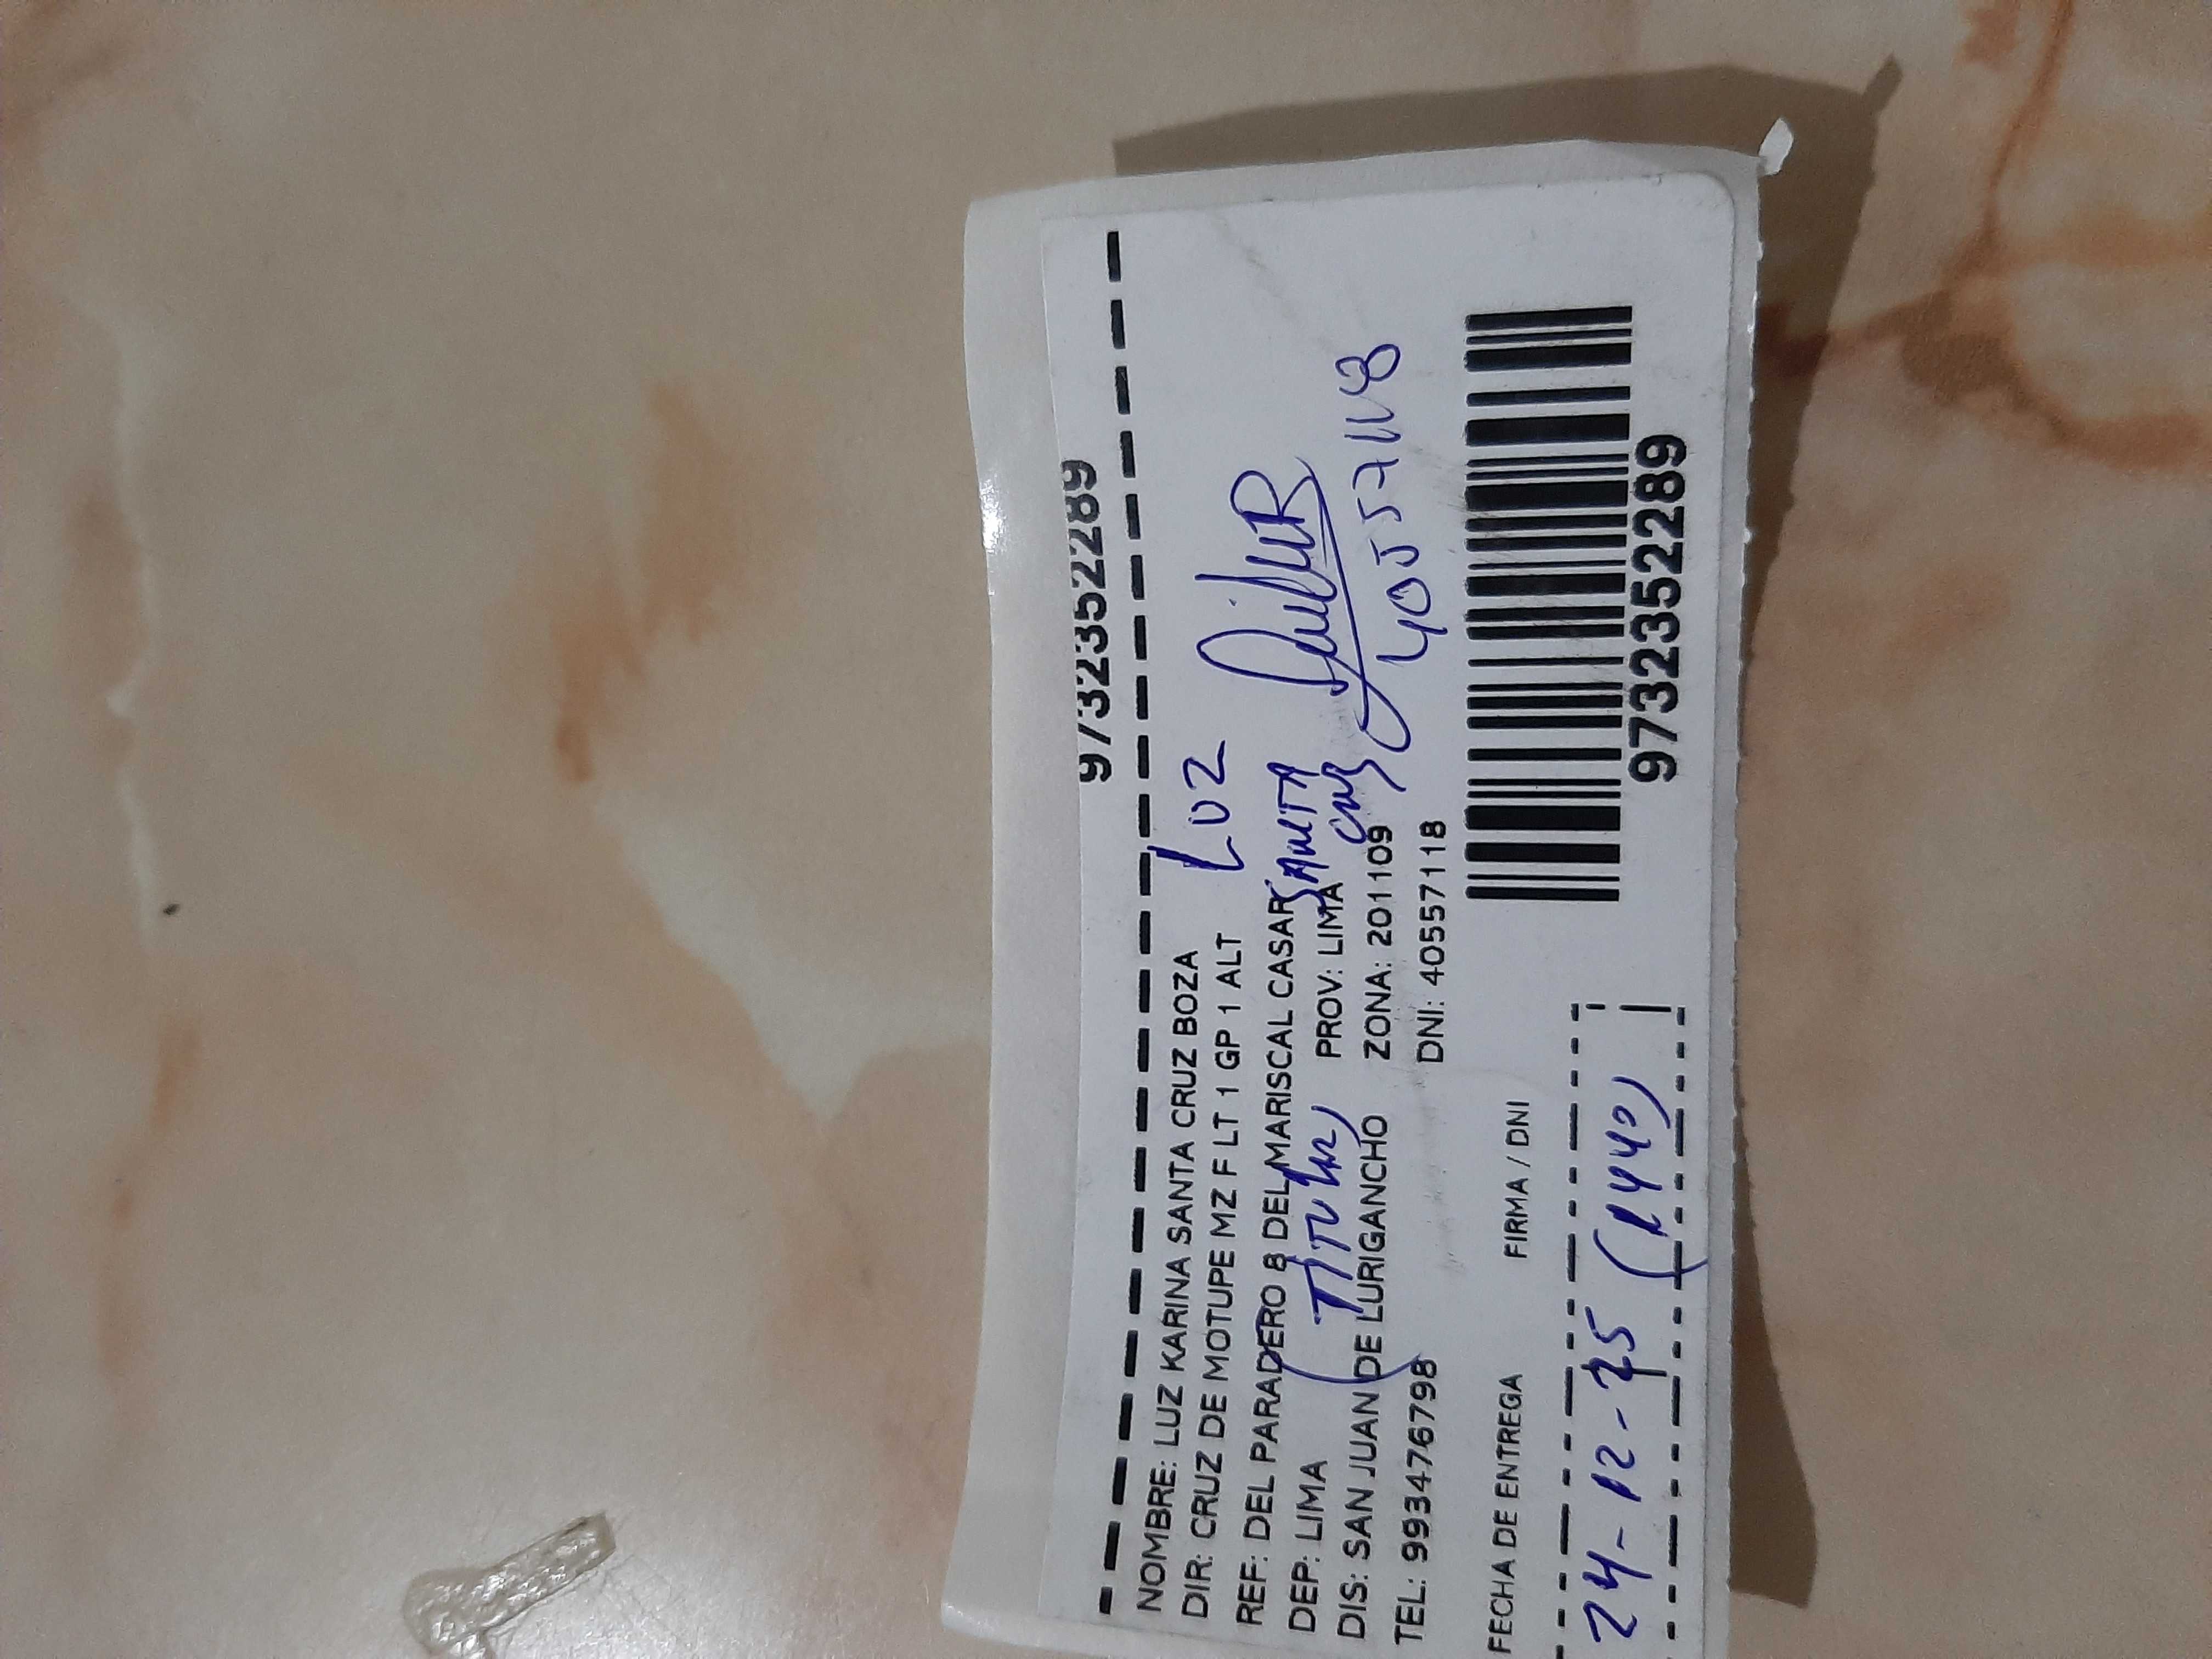 9732352289
NOMBRE: LUZ KARINA SANTA CRUZ BOZA
LUZ
DIR: CRUZ DE MOTUPE MZ F LT 1 GP 1 ALT
REF: DEL PARADERO 8 DEL MARISCAL CASAR
SANTA
DEP: LIMA PROV: LIMA
CRUZ
(TITULAR)
DIS: SAN JUAN DE LURIGANCHO ZONA: 2011109
40557118
TEL: 993476798 DNI: 40557118
FECHA DE ENTREGA FIRMA / DNI
24-12-25 (1440)
9732352289